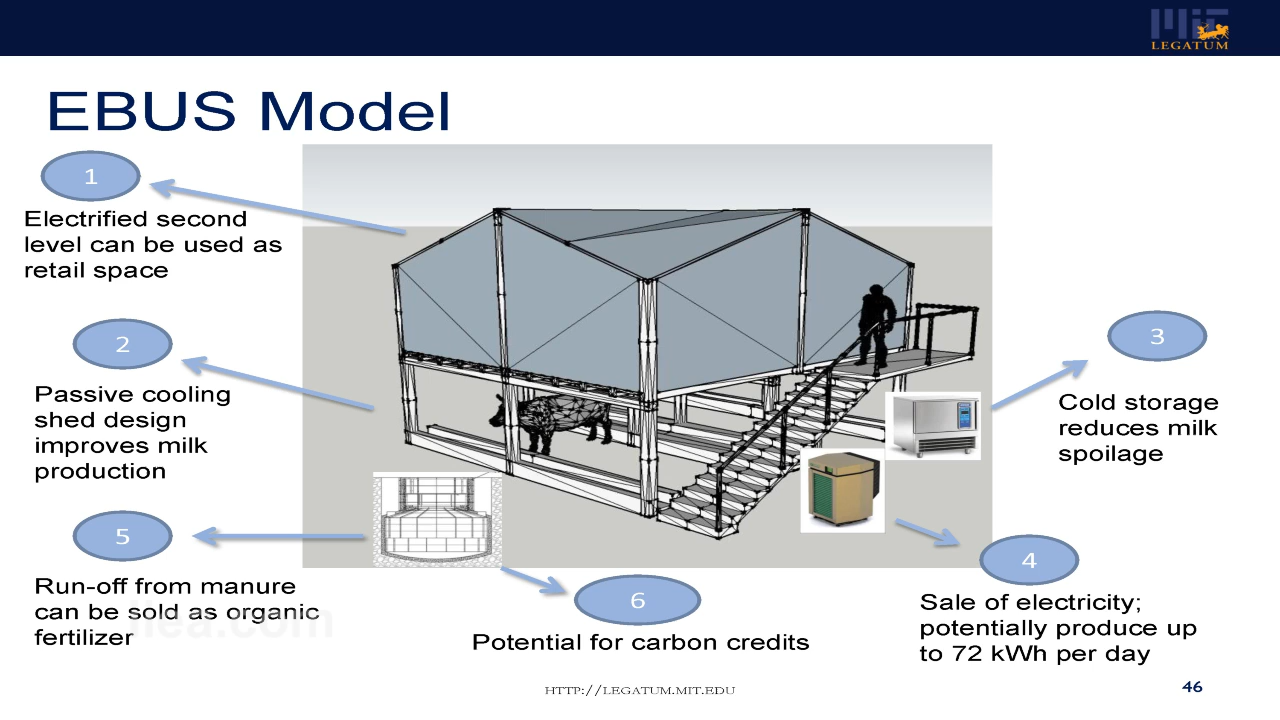 MIT
LEGATUM
EBUS Model
1
Electrified second
level can be used as
retail space
2
Passive cooling
shed design
improves milk
production
3
Cold storage
reduces milk
spoilage
4
Sale of electricity;
potentially produce up
to 72 kWh per day
5
Run-off from manure
can be sold as organic
fertilizer
6
Potential for carbon credits
HTTP://LEGATUM.MIT.EDU
46